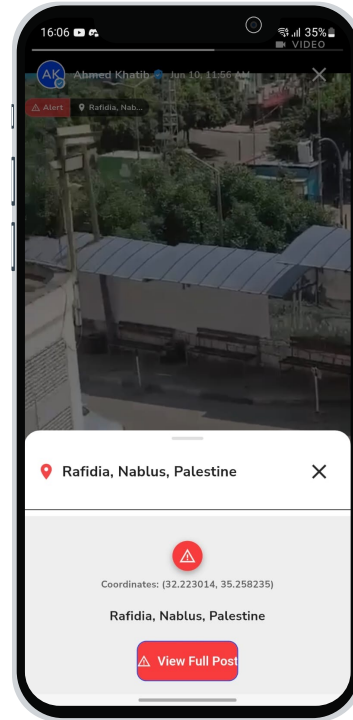 16:06 35%
VIDEO
AK Ahmed Khatib Jun 10, 11:56 AM
Alert Rafidia, Nab...
Rafidia, Nablus, Palestine
Coordinates: (32.223014, 35.258235)
Rafidia, Nablus, Palestine
View Full Post